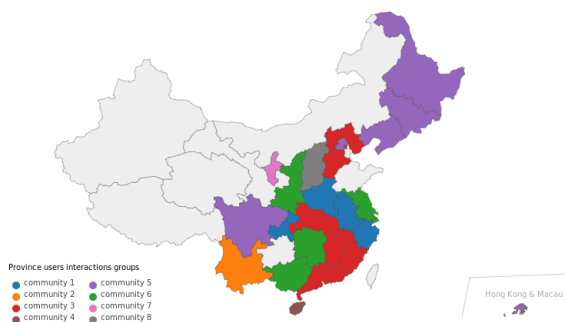 Province users interactions groups
community 1
community 2
community 3
community 4
community 5
community 6
community 7
community 8
Hong Kong & Macau